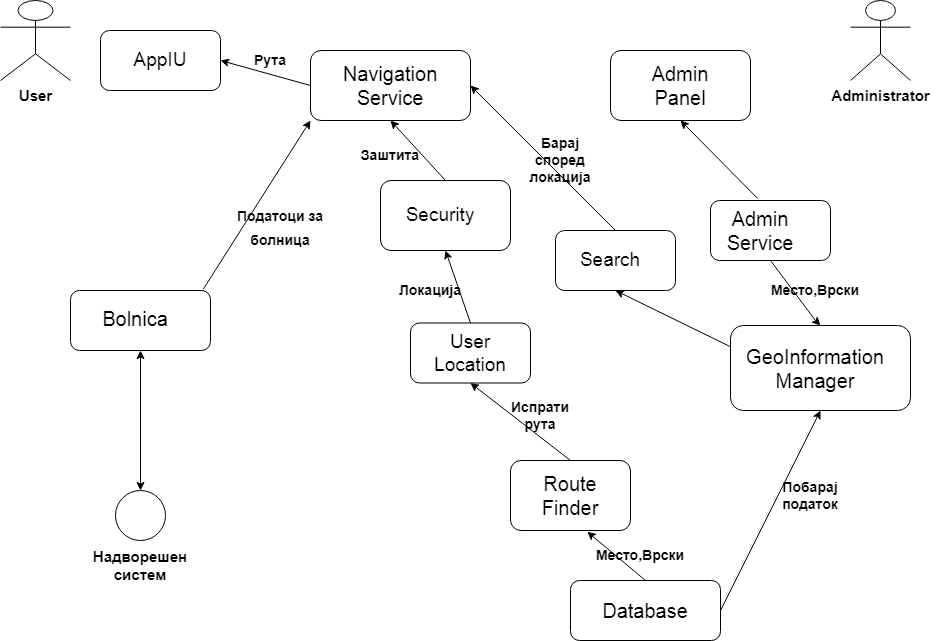 User
AppIU
Рута
Navigation
Service
Admin
Panel
Administrator
Заштита
Барај
според
локација
Податоци за
болница
Security
Search
Admin
Service
Локација
Место,Врски
Bolnica
User
Location
GeoInformation
Manager
Испрати
рута
Route
Finder
Побарај
податок
Надворешен
систем
Место,Врски
Database